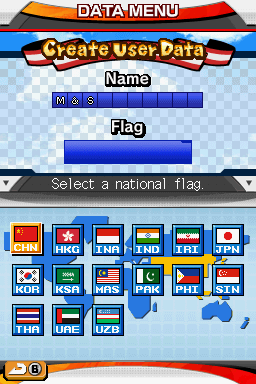 DATA MENU
Create User Data
Name
M & S
Flag
Select a national flag.
CHN HKG INA IND IRI JPN
KOR KSA MAS PAK PHI SIN
THA UAE UZB
B